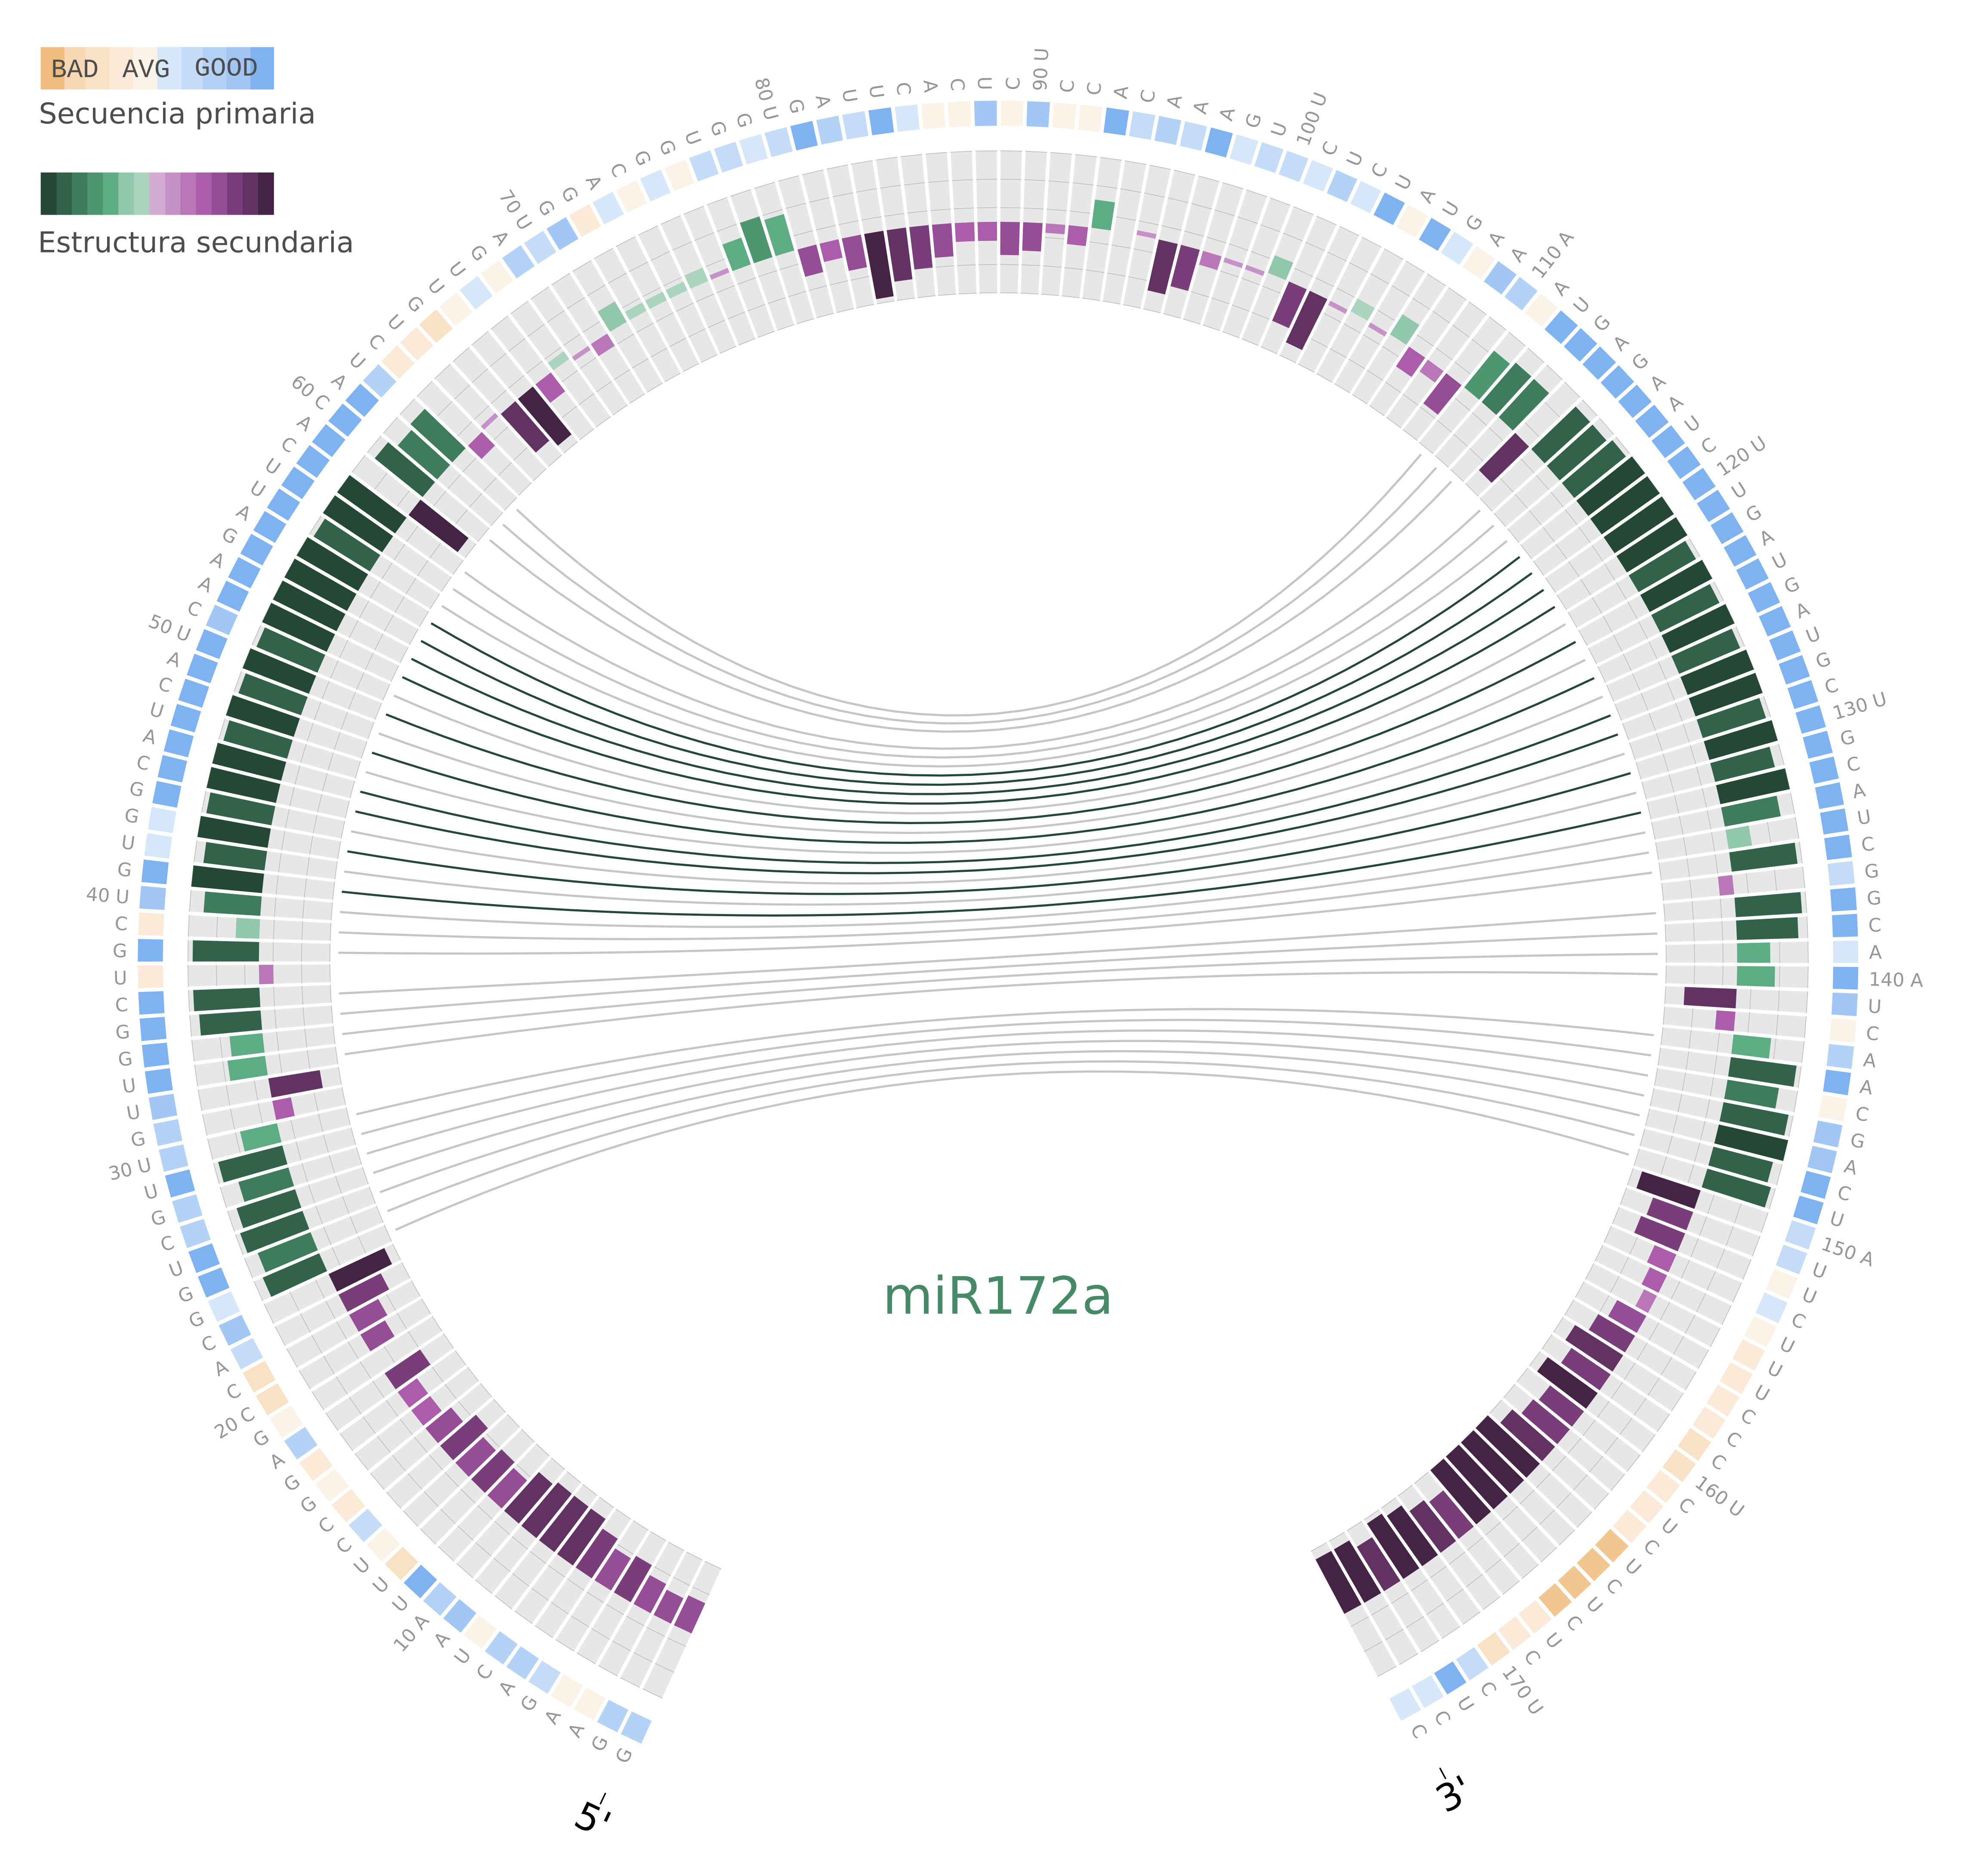 BAD AVG GOOD
Secuencia primaria
Estructura secundaria
G G A A G A C U A 10 A
U U U C C G G A G 20 C
C A C G G U C G U 30 U
G U U G G C U G C 40 U
G U G G C A U C A 50 U
C A A G A U U C A 60 C
A U C U G U U G A 70 U
G G A C G G U G G 80 U
G A U U C A C U C 90 U
C C A C A A A G U 100 U
C U C U A U G A A 110 A
A U G A G A A U C 120 U
U G A U G A U G C 130 U
G C A U C G G C A 140 A
U C A A C G A C U 150 A
U U C U U U C C C 160 U
C U C U C U C U C 170 U
C U C C
miR172a
5'
3'